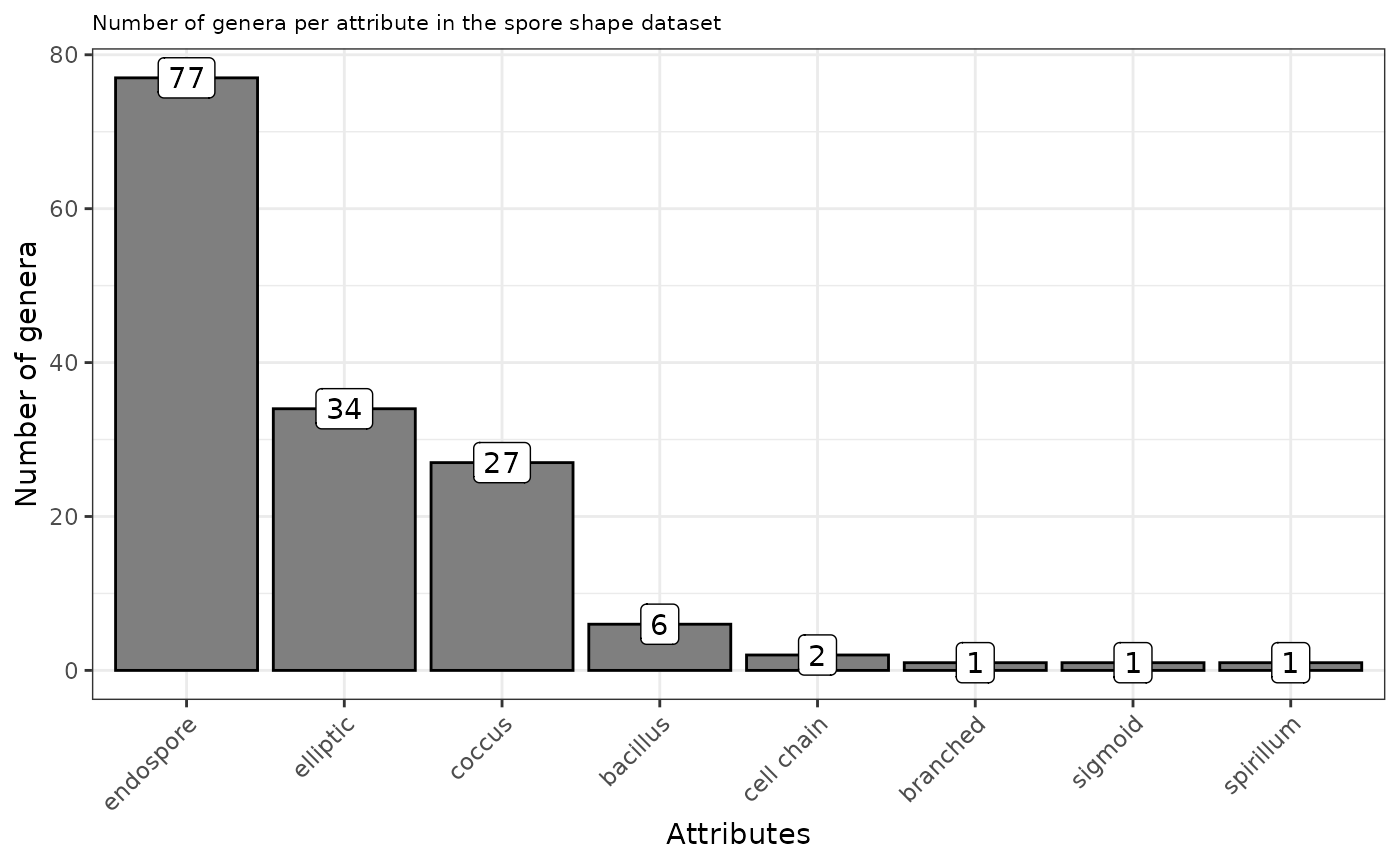 Number of genera per attribute in the spore shape dataset
Number of genera
80
60
40
20
0
77
34
27
6
2
1
1
1
endospore
elliptic
coccus
bacillus
cell chain
branched
sigmoid
spirillum
Attributes